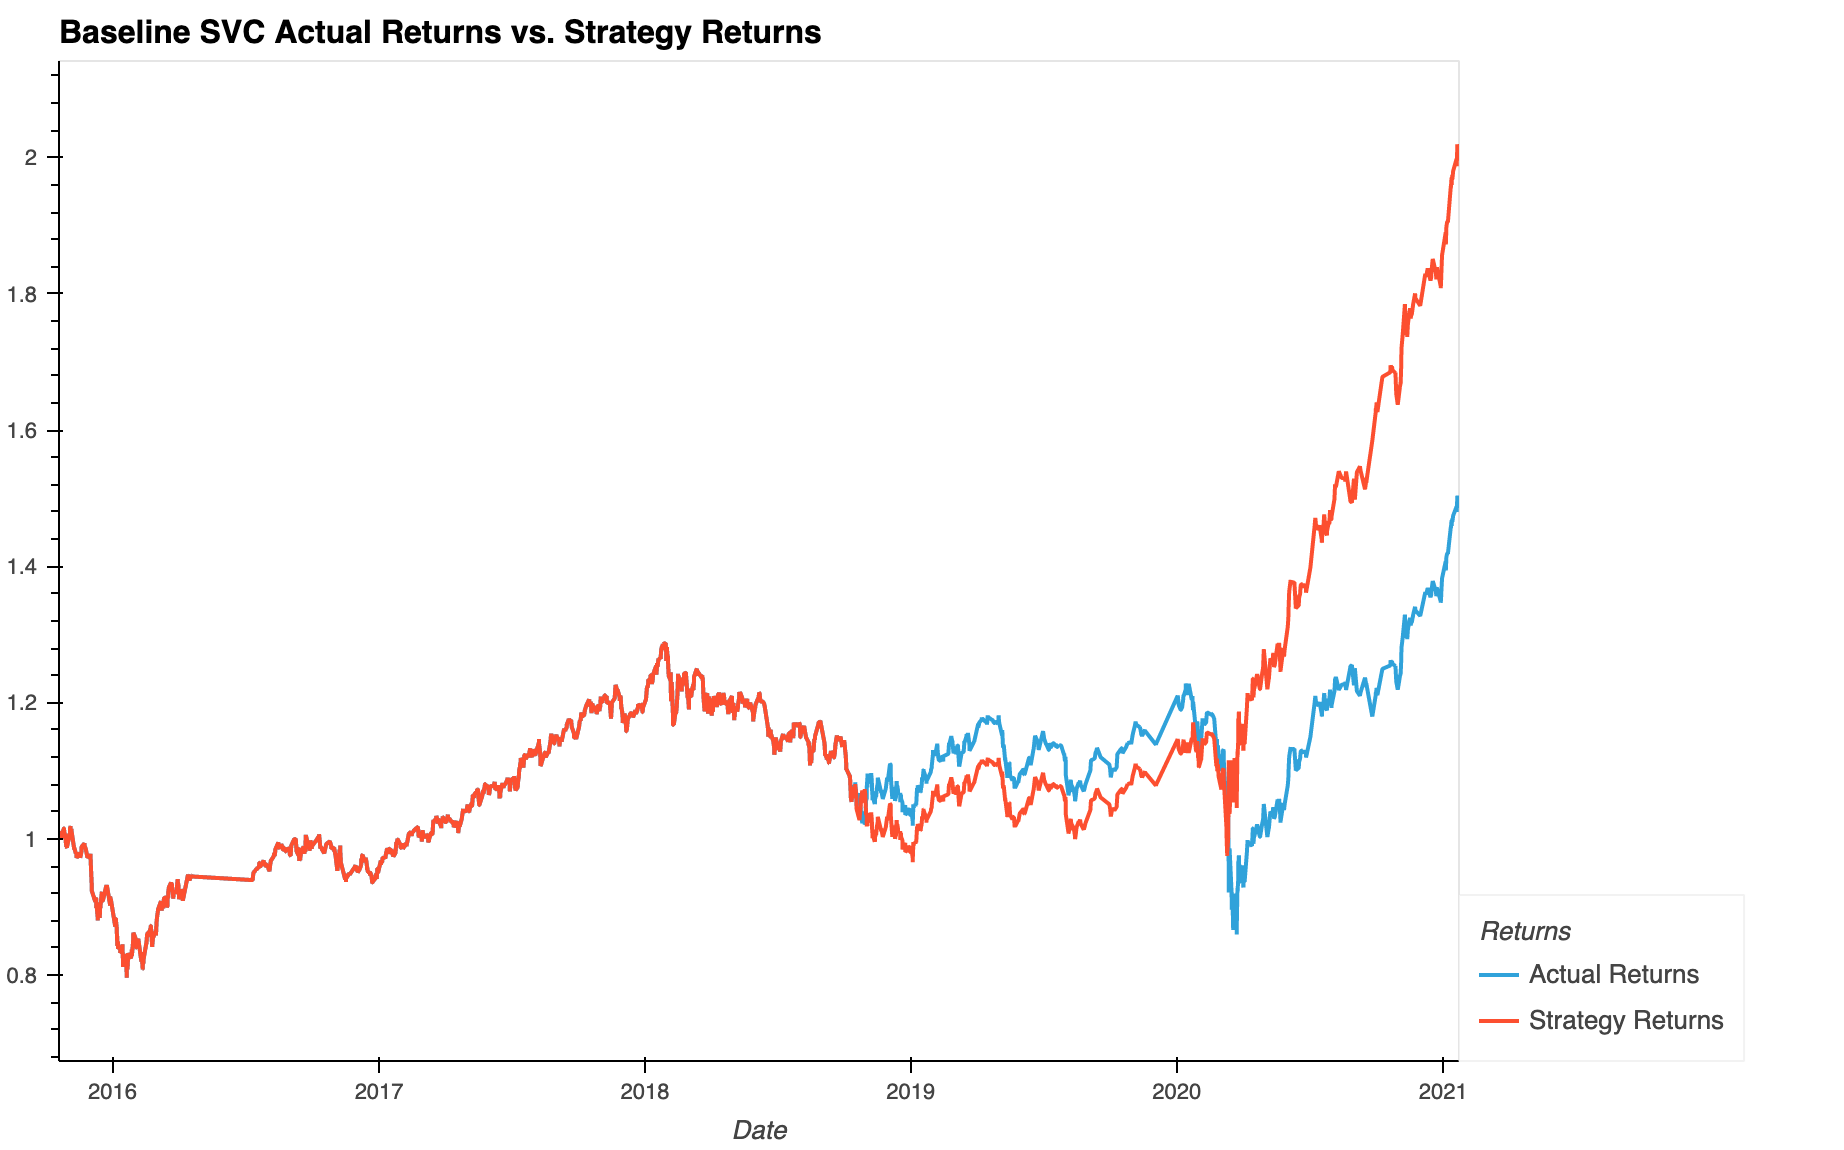 Baseline SVC Actual Returns vs. Strategy Returns
2
1.8
1.6
1.4
1.2
1
0.8
2016 2017 2018 2019 2020 2021
Date
Returns
Actual Returns
Strategy Returns